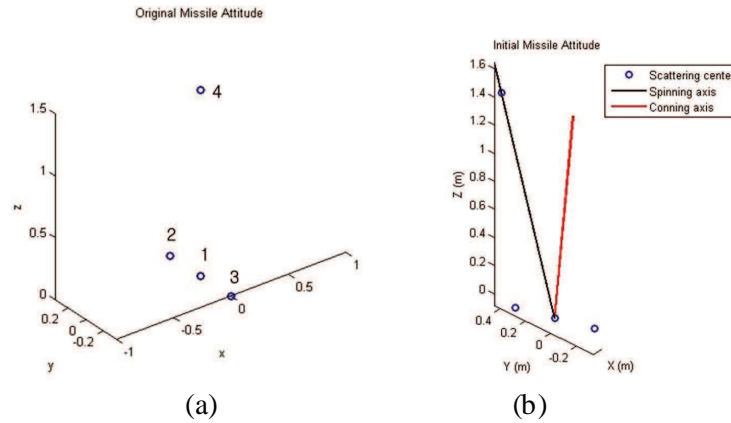 Original Missile Attitude
4
1.5
1
z
0.5
0
2
1
3
0.2
0
-0.2
y
-1
-0.5
x
0
0.5
1
(a)
Initial Missile Attitude
Scattering cente
Spinning axis
Conning axis
1.6
1.4
1.2
1
0.8
0.6
0.4
0.2
0
Z (m)
0.4
0.2
0
-0.2
Y (m)
X (m)
(b)